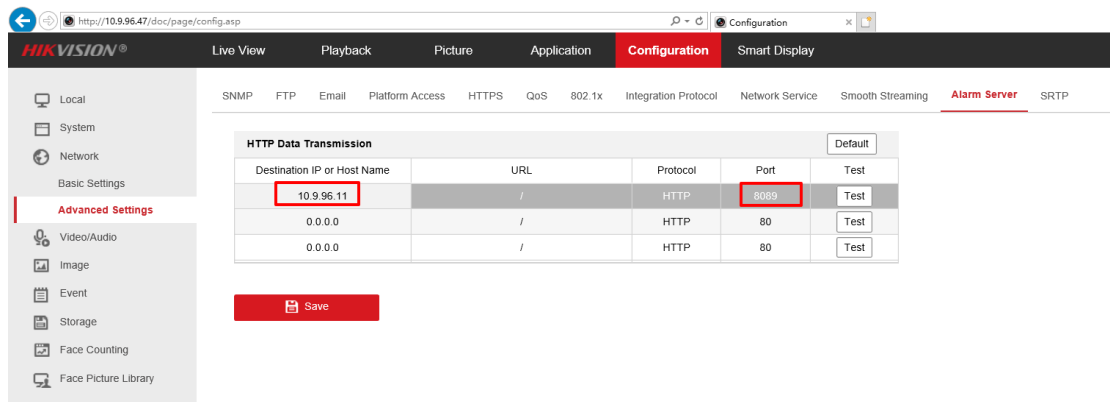 http://10.9.96.47/doc/page/config.asp
Configuration
HIKVISION®
Live View Playback Picture Application Configuration Smart Display
Local
System
Network
Basic Settings
Advanced Settings
Video/Audio
Image
Event
Storage
Face Counting
Face Picture Library
SNMP FTP Email Platform Access HTTPS QoS 802.1x Integration Protocol Network Service Smooth Streaming Alarm Server SRTP
HTTP Data Transmission Default
Destination IP or Host Name URL Protocol Port Test
10.9.96.11 / HTTP 8089 Test
0.0.0.0 / HTTP 80 Test
0.0.0.0 / HTTP 80 Test
Save